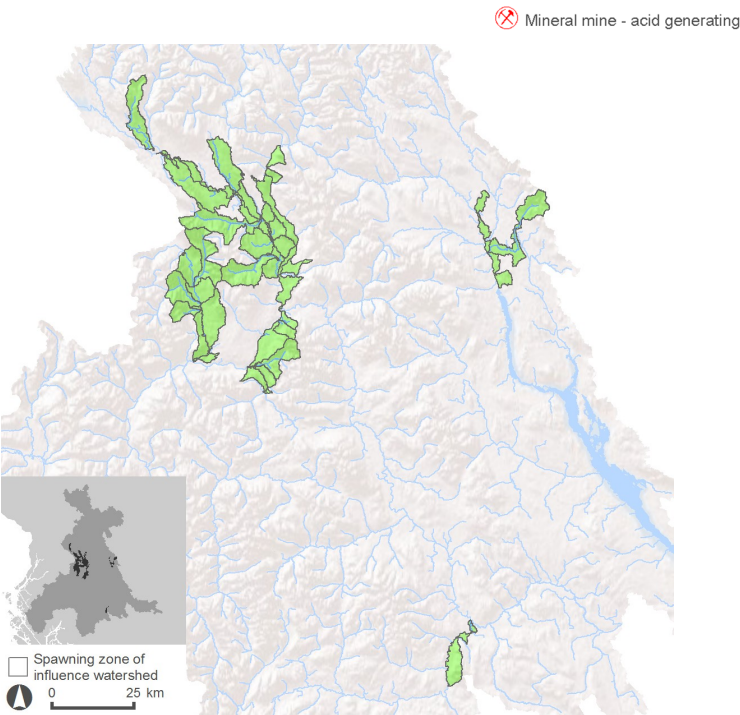 Mineral mine - acid generating
Spawning zone of
influence watershed
0 25 km